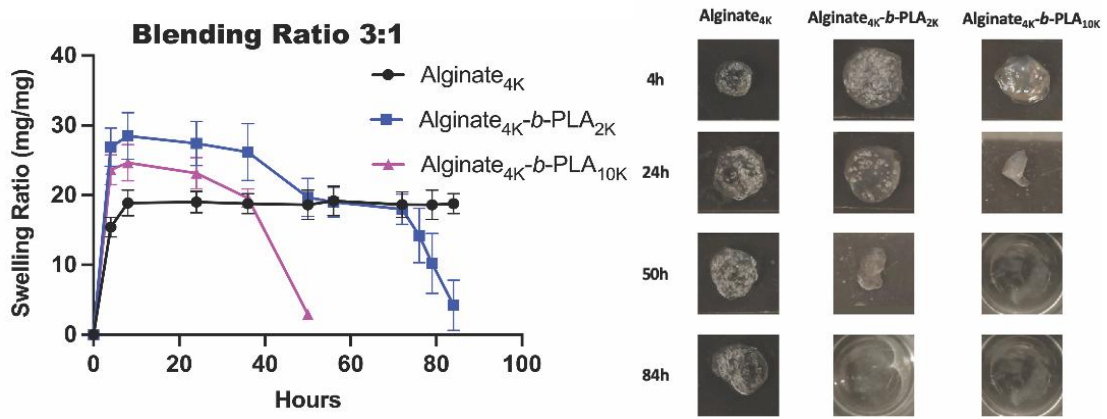 Blending Ratio 3:1
Swelling Ratio (mg/mg)
40
30
20
10
0
0 20 40 60 80 100
Hours
Alginate4K
Alginate4K-b-PLA2K
Alginate4K-b-PLA10K
Alginate4K Alginate4K-b-PLA2K Alginate4K-b-PLA10K
4h
24h
50h
84h